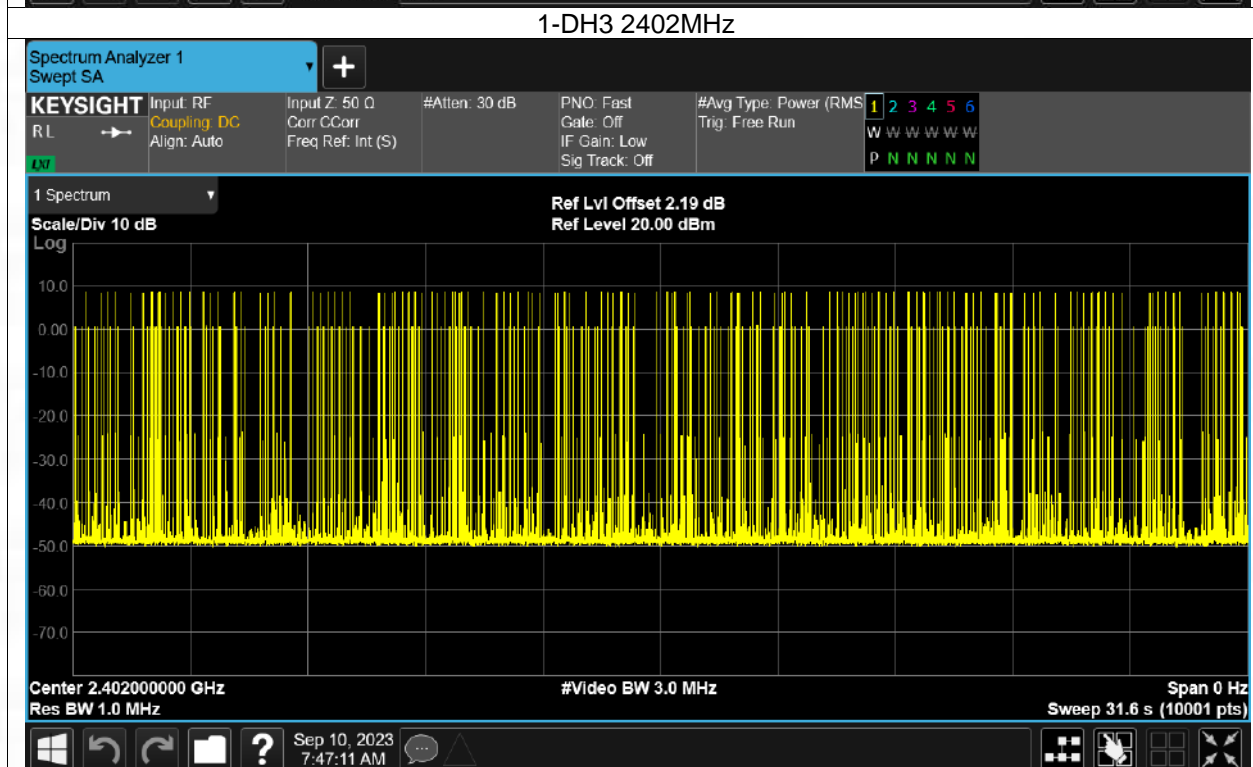 1-DH3 2402MHz
Spectrum Analyzer 1
Swept SA
+
KEYSIGHT
RL
LXI
Input: RF
Coupling: DC
Align: Auto
Input Z: 50 Ω
Corr CCorr
Freq Ref: Int (S)
#Atten: 30 dB
PNO: Fast
Gate: Off
IF Gain: Low
Sig Track: Off
#Avg Type: Power (RMS
Trig: Free Run
1 2 3 4 5 6
W W W W W W
P N N N N N
1 Spectrum
Scale/Div 10 dB
Ref Lvl Offset 2.19 dB
Ref Level 20.00 dBm
Log
10.0
0.00
-10.0
-20.0
-30.0
-40.0
-50.0
-60.0
-70.0
Center 2.402000000 GHz
#Video BW 3.0 MHz
Span 0 Hz
Res BW 1.0 MHz
Sweep 31.6 s (10001 pts)
?
Sep 10, 2023
7:47:11 AM